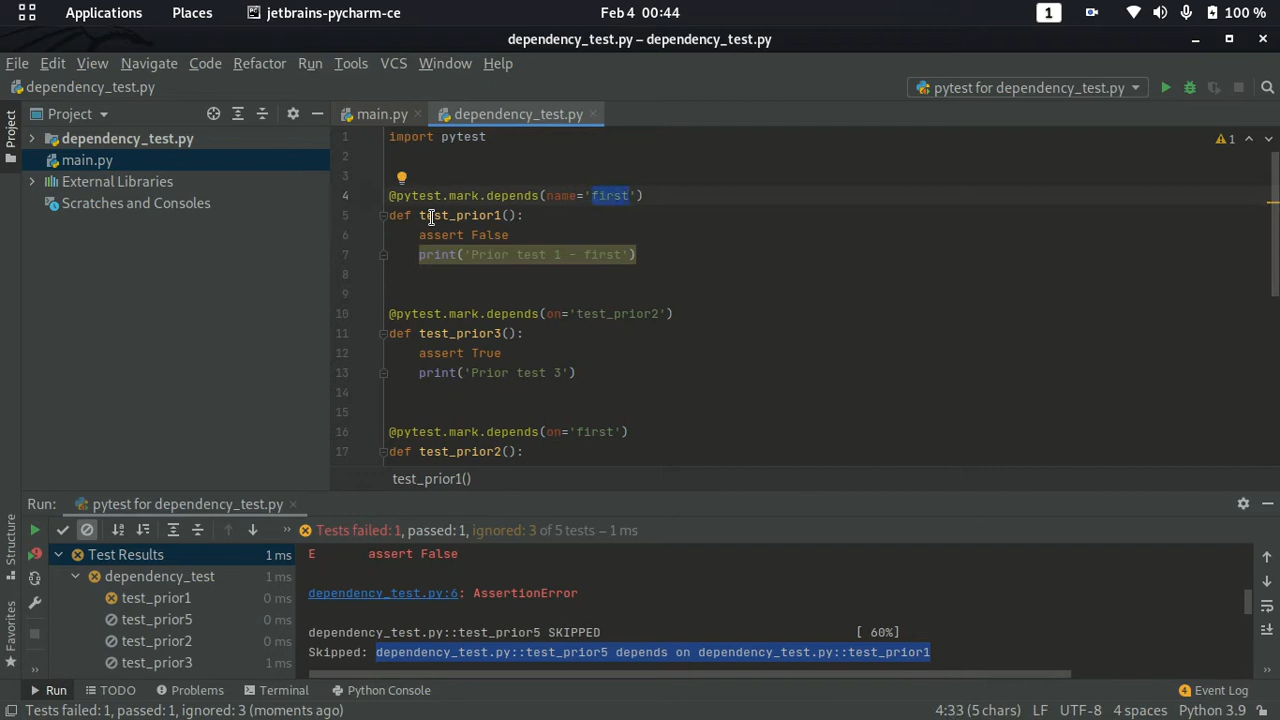 Applications Places jetbrains-pycharm-ce Feb 4 00:44 1 100 %
dependency_test.py – dependency_test.py
File Edit View Navigate Code Refactor Run Tools VCS Window Help
dependency_test.py pytest for dependency_test.py
Project
Project main.py dependency_test.py
dependency_test.py
main.py
External Libraries
Scratches and Consoles
1 import pytest
2
3
4 @pytest.mark.depends(name='first')
5 def test_prior1():
6 assert False
7 print('Prior test 1 - first')
8
9
10 @pytest.mark.depends(on='test_prior2')
11 def test_prior3():
12 assert True
13 print('Prior test 3')
14
15
16 @pytest.mark.depends(on='first')
17 def test_prior2():
1
test_prior1()
Run: pytest for dependency_test.py
Tests failed: 1, passed: 1, ignored: 3 of 5 tests – 1 ms
Structure
Favorites
Test Results 1 ms
dependency_test 1 ms
test_prior1 0 ms
test_prior5 0 ms
test_prior2 0 ms
test_prior3 0 ms
E assert False
dependency_test.py:6: AssertionError
dependency_test.py::test_prior5 SKIPPED [ 60%]
Skipped: dependency_test.py::test_prior5 depends on dependency_test.py::test_prior1
Run TODO Problems Terminal Python Console 4 Event Log
Tests failed: 1, passed: 1, ignored: 3 (moments ago) 4:33 (5 chars) LF UTF-8 4 spaces Python 3.9